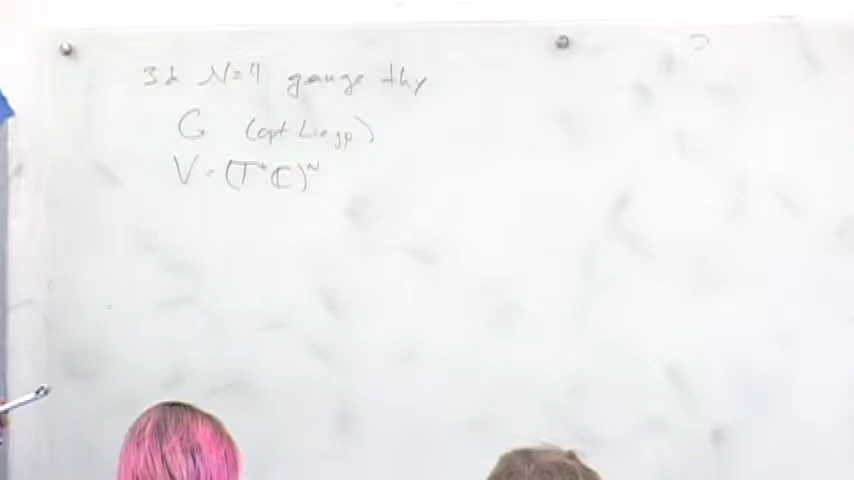 3d N=4 gauge thy
G (cpt Lie gp)
V = (T*ℂ)ᴺ